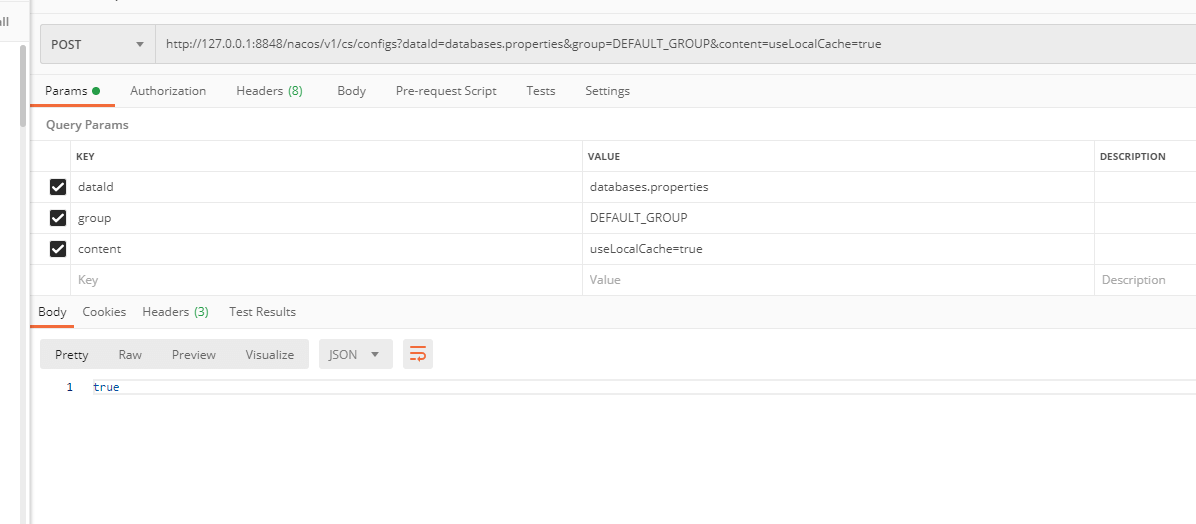 all
POST http://127.0.0.1:8848/nacos/v1/cs/configs?dataId=databases.properties&group=DEFAULT_GROUP&content=useLocalCache=true
Params Authorization Headers (8) Body Pre-request Script Tests Settings
Query Params
KEY VALUE DESCRIPTION
dataId databases.properties
group DEFAULT_GROUP
content useLocalCache=true
Key Value Description
Body Cookies Headers (3) Test Results
Pretty Raw Preview Visualize JSON
1 true